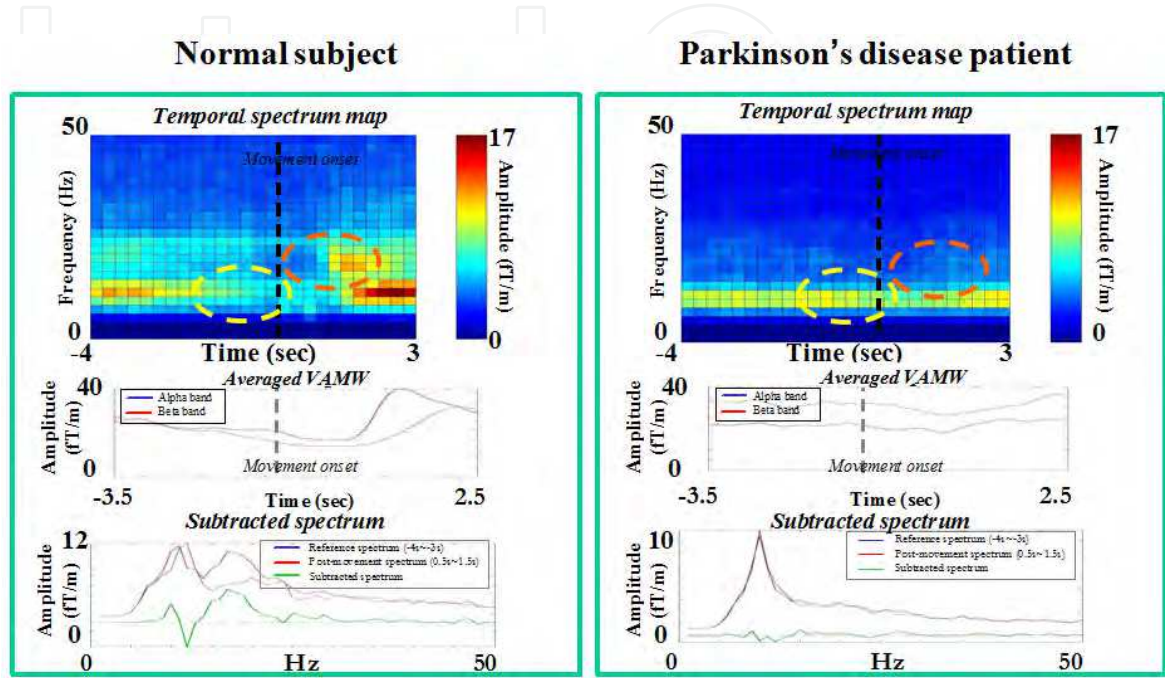 Normal subject
Temporal spectrum map
50
Frequency (Hz)
0
Movement onset
17
Amplitude (fT/m)
0
-4
Time (sec)
3
Averaged VAMW
40
Amplitude
(fT/m)
0
Alpha band
Beta band
Movement onset
-3.5
Time (sec)
2.5
Subtracted spectrum
12
Amplitude
(fT/m)
0
Reference spectrum (-4s~-3s)
Post-movement spectrum (0.5s~1.5s)
Subtracted spectrum
0
Hz
50
Parkinson's disease patient
Temporal spectrum map
50
Frequency (Hz)
0
Movement onset
17
Amplitude (fT/m)
0
-4
Time (sec)
3
Averaged VAMW
40
Amplitude
(fT/m)
0
Alpha band
Beta band
Movement onset
-3.5
Time (sec)
2.5
Subtracted spectrum
10
Amplitude
(fT/m)
0
Reference spectrum (-4s~-3s)
Post-movement spectrum (0.5s~1.5s)
Subtracted spectrum
0
Hz
50